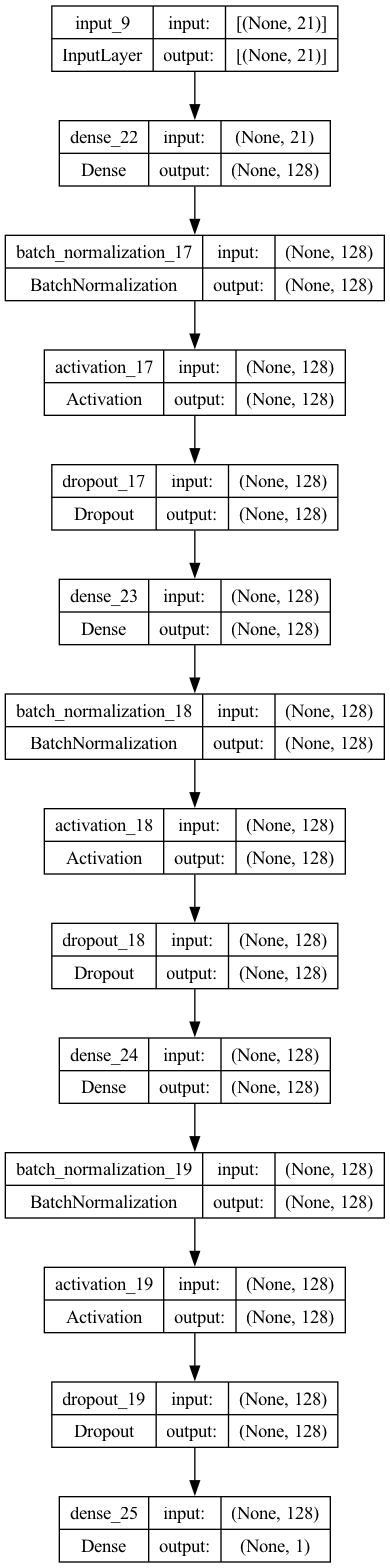 input_9 input: [(None, 21)]
InputLayer output: [(None, 21)]
dense_22 input: (None, 21)
Dense output: (None, 128)
batch_normalization_17 input: (None, 128)
BatchNormalization output: (None, 128)
activation_17 input: (None, 128)
Activation output: (None, 128)
dropout_17 input: (None, 128)
Dropout output: (None, 128)
dense_23 input: (None, 128)
Dense output: (None, 128)
batch_normalization_18 input: (None, 128)
BatchNormalization output: (None, 128)
activation_18 input: (None, 128)
Activation output: (None, 128)
dropout_18 input: (None, 128)
Dropout output: (None, 128)
dense_24 input: (None, 128)
Dense output: (None, 128)
batch_normalization_19 input: (None, 128)
BatchNormalization output: (None, 128)
activation_19 input: (None, 128)
Activation output: (None, 128)
dropout_19 input: (None, 128)
Dropout output: (None, 128)
dense_25 input: (None, 128)
Dense output: (None, 1)